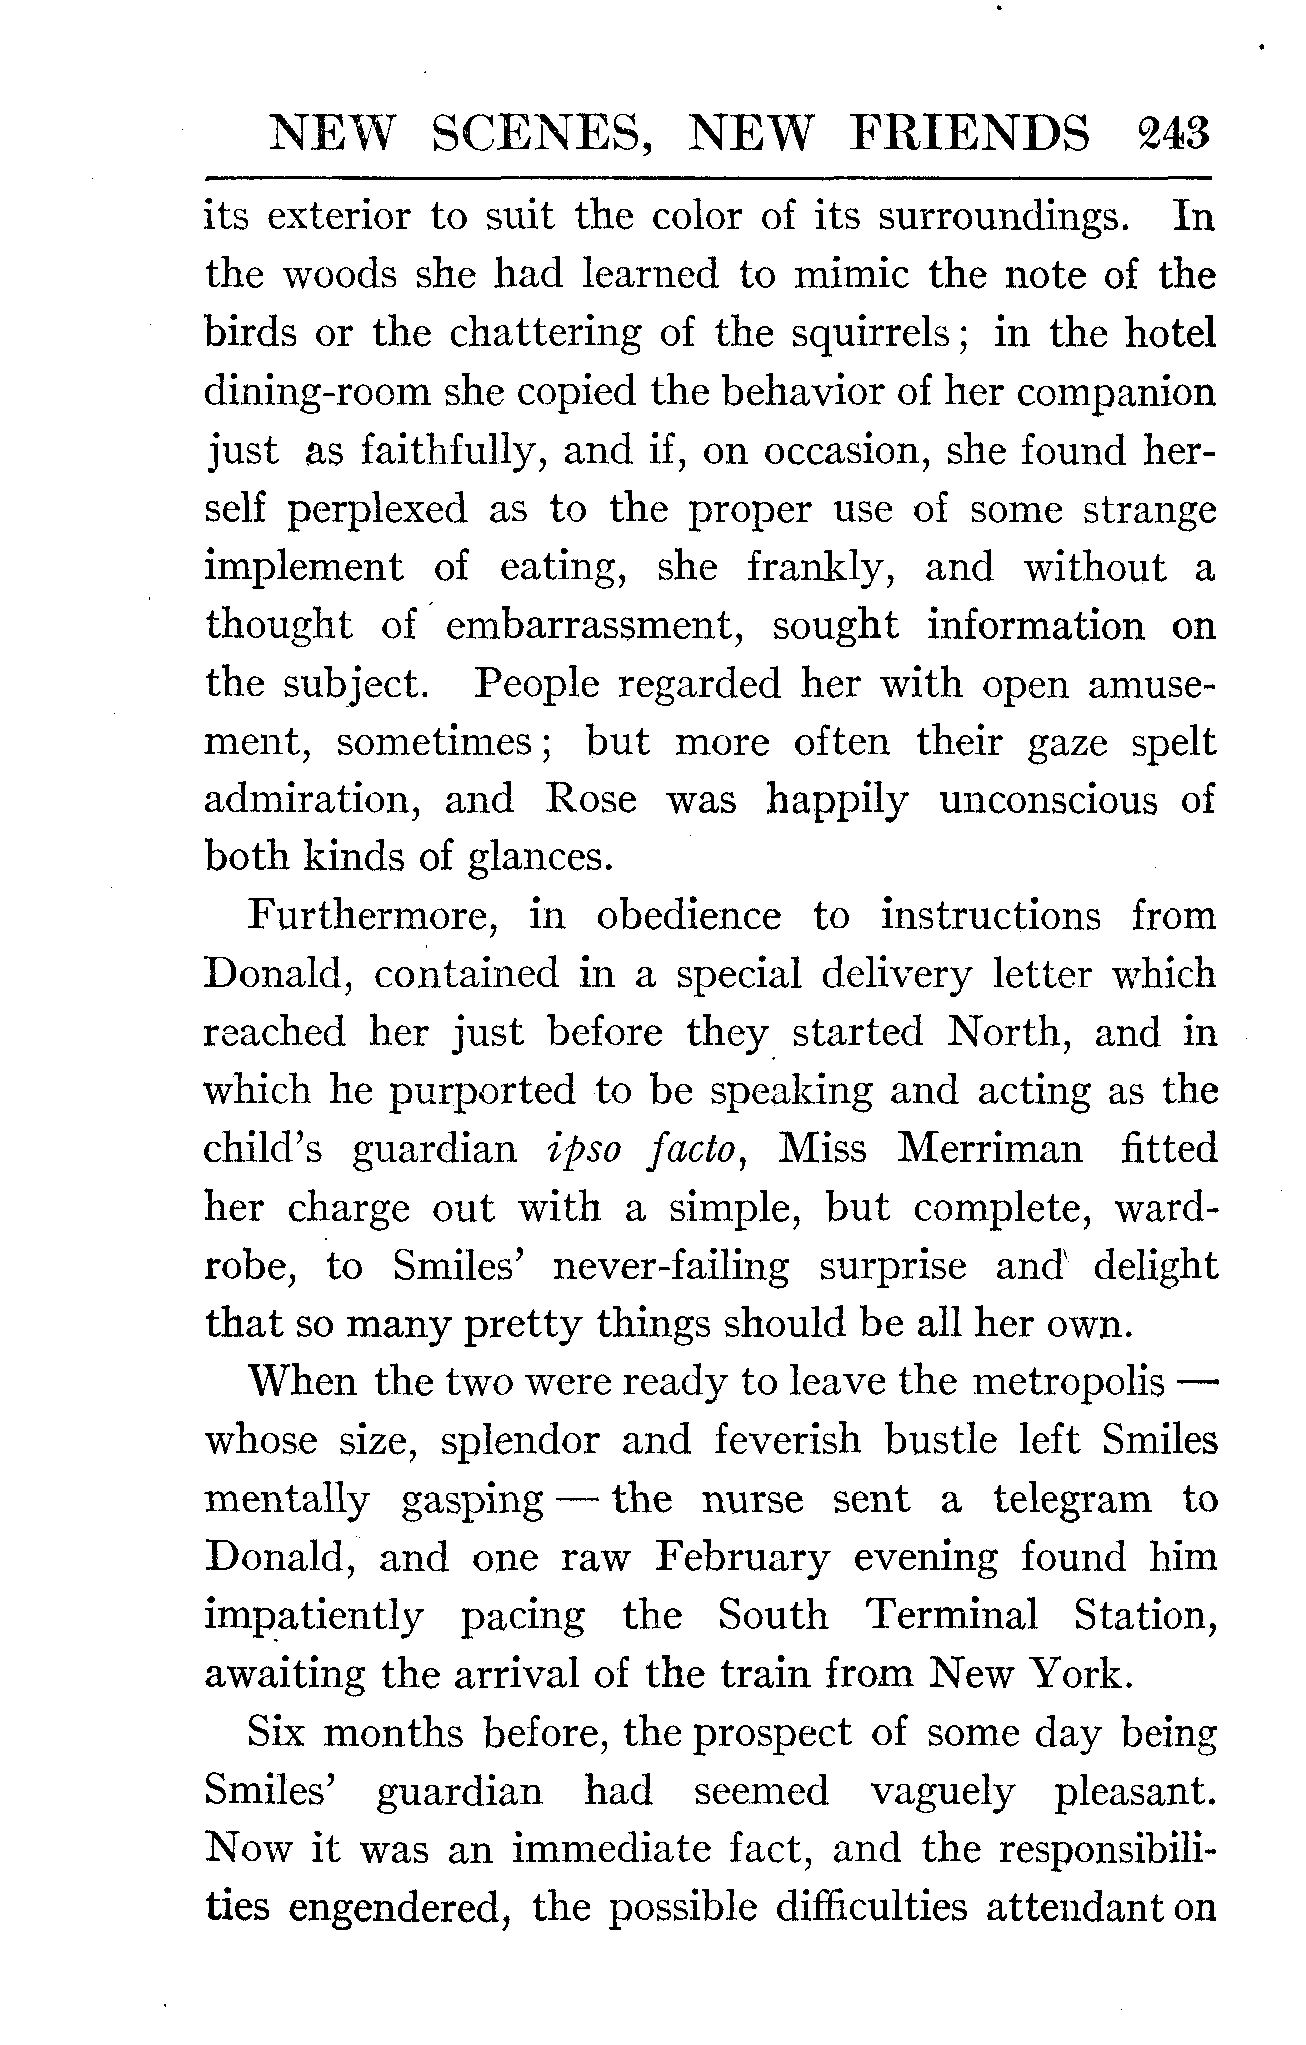 NEW SCENES, NEW FRIENDS 243
its exterior to suit the color of its surroundings. In
the woods she had learned to mimic the note of the
birds or the chattering of the squirrels; in the hotel
dining-room she copied the behavior of her companion
just as faithfully, and if, on occasion, she found her-
self perplexed as to the proper use of some strange
implement of eating, she frankly, and without a
thought of embarrassment, sought information on
the subject. People regarded her with open amuse-
ment, sometimes; but more often their gaze spelt
admiration, and Rose was happily unconscious of
both kinds of glances.
Furthermore, in obedience to instructions from
Donald, contained in a special delivery letter which
reached her just before they started North, and in
which he purported to be speaking and acting as the
child's guardian ipso facto, Miss Merriman fitted
her charge out with a simple, but complete, ward-
robe, to Smiles' never-failing surprise and delight
that so many pretty things should be all her own.
When the two were ready to leave the metropolis —
whose size, splendor and feverish bustle left Smiles
mentally gasping — the nurse sent a telegram to
Donald, and one raw February evening found him
impatiently pacing the South Terminal Station,
awaiting the arrival of the train from New York.
Six months before, the prospect of some day being
Smiles' guardian had seemed vaguely pleasant.
Now it was an immediate fact, and the responsibili-
ties engendered, the possible difficulties attendant on